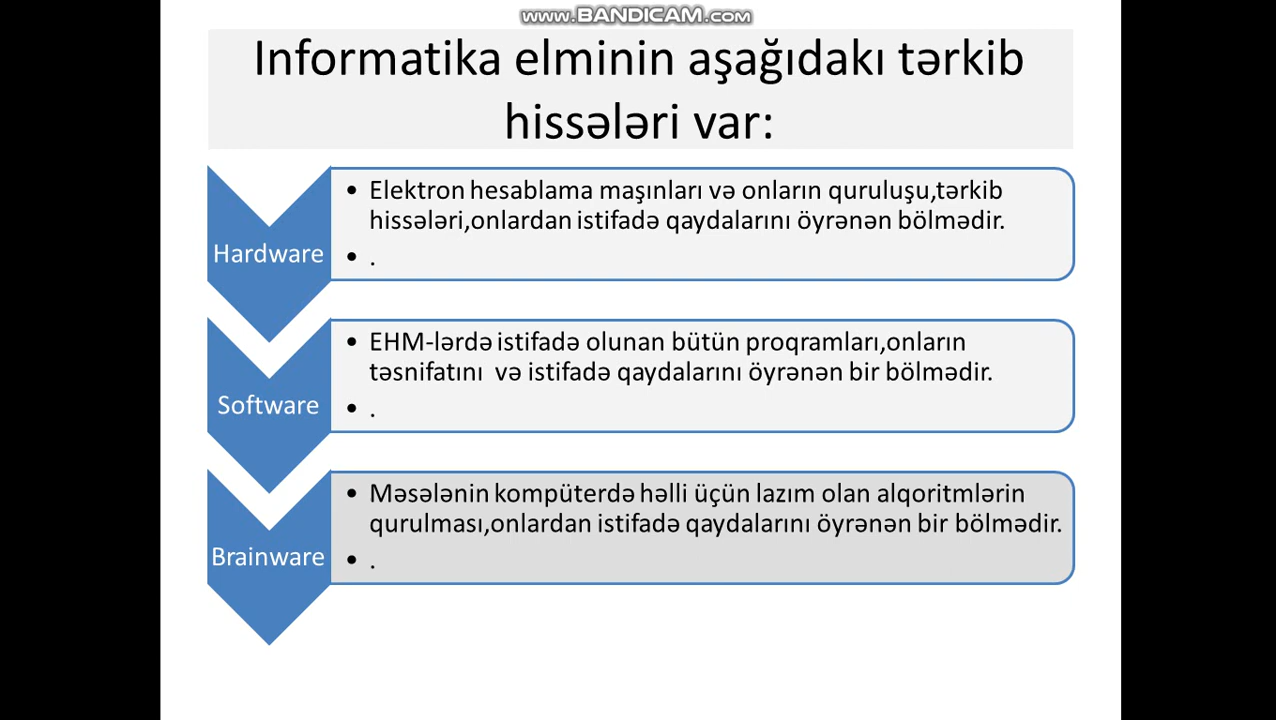 www.BANDICAM.com
Informatika elminin aşağıdakı tərkib
hissələri var:
Hardware
• Elektron hesablama maşınları və onların quruluşu,tərkib
hissələri,onlardan istifadə qaydalarını öyrənən bölmədir.
• .
Software
• EHM-lərdə istifadə olunan bütün proqramları,onların
təsnifatını  və istifadə qaydalarını öyrənən bir bölmədir.
• .
Brainware
• Məsələnin kompüterdə həlli üçün lazım olan alqoritmlərin
qurulması,onlardan istifadə qaydalarını öyrənən bir bölmədir.
• .